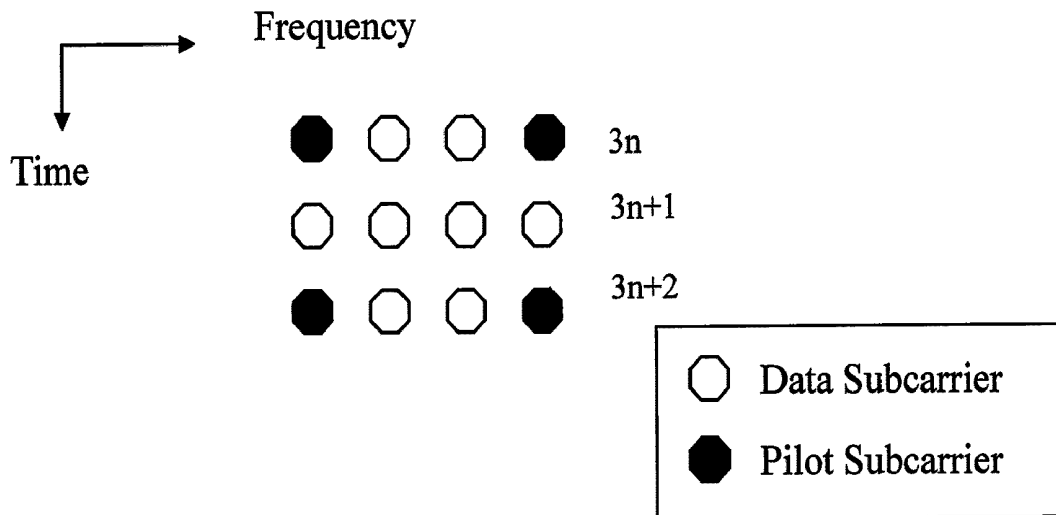 Frequency
Time
3n
3n+1
3n+2
Data Subcarrier
Pilot Subcarrier